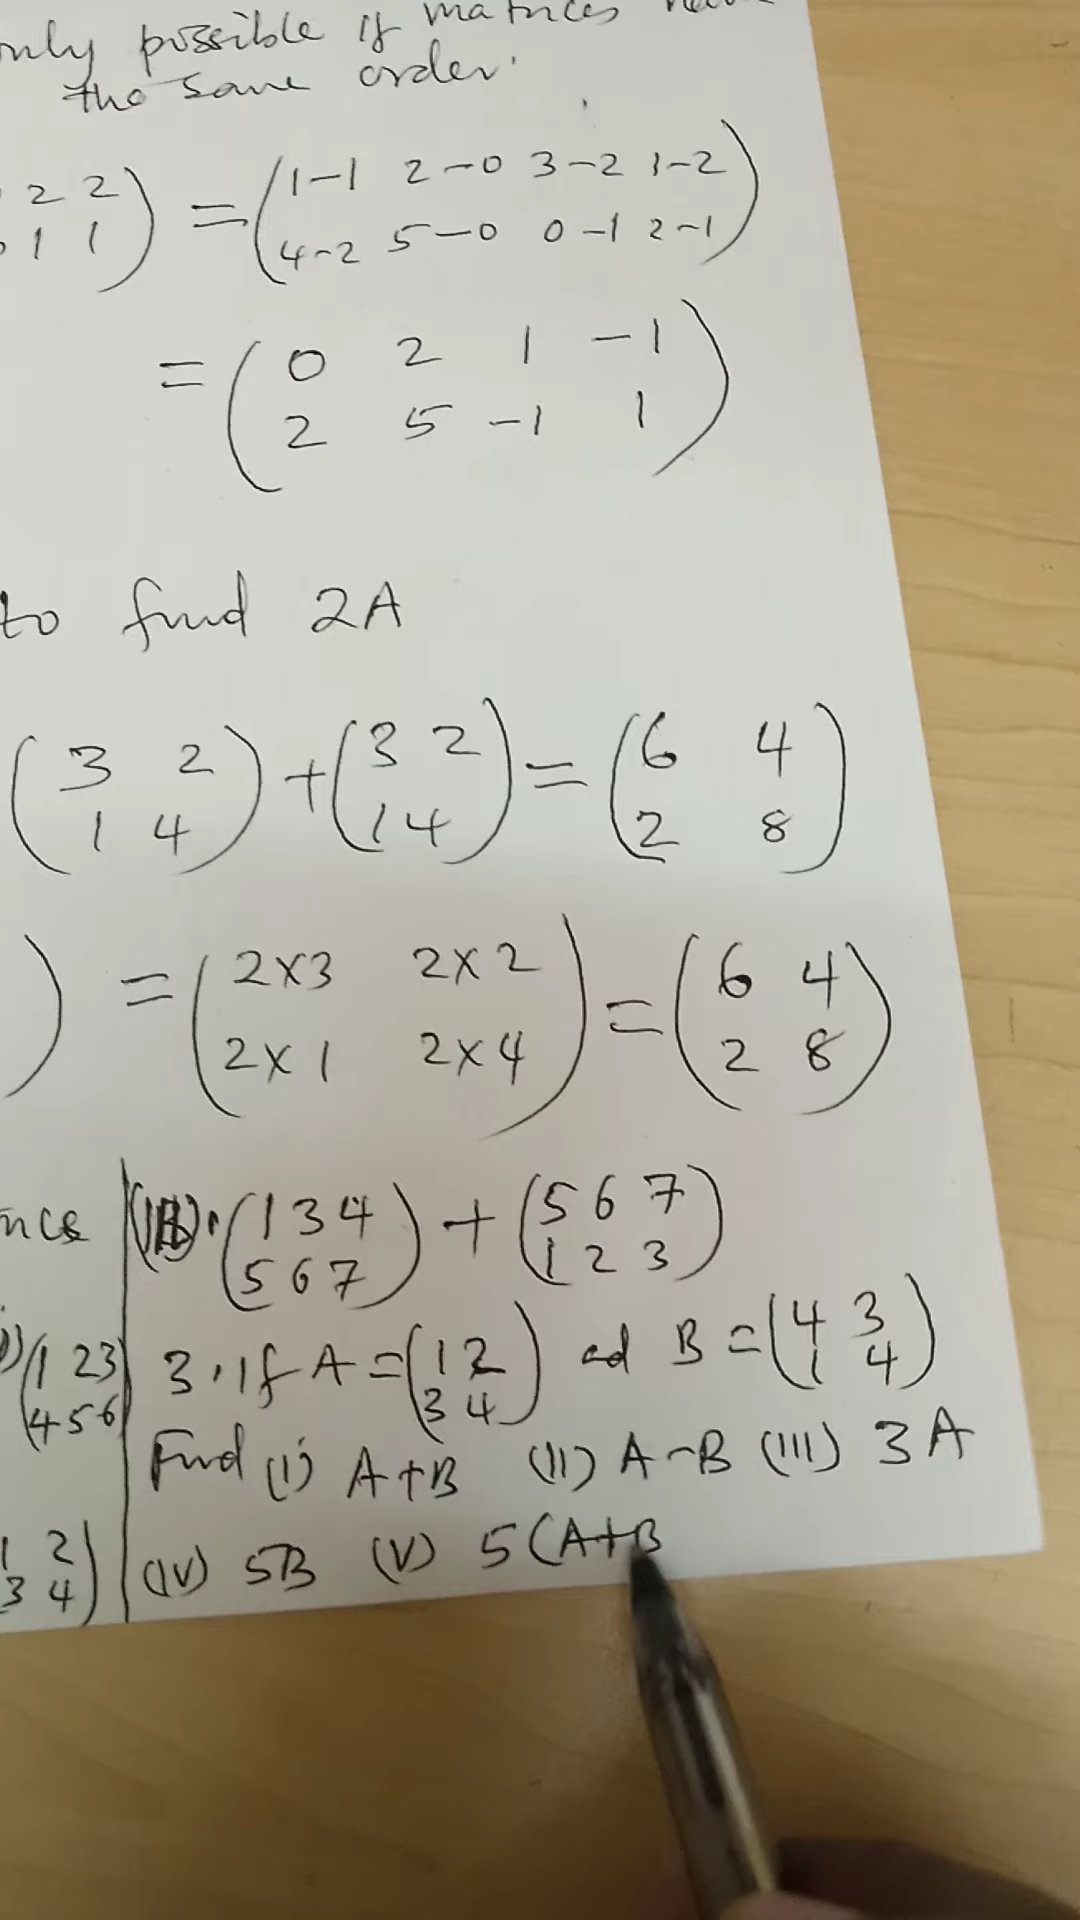 only possible if matrices
the same order.
2 2) = (1-1 2-0 3-2 1-2
1 1) 4-2 5-0 0-1 2-1)
= (0 2 1 -1
2 5 -1 1)
to find 2A
(3 2 1 4) + (3 2 1 4) = (6 4 2 8)
) = (2×3 2×2 2×1 2×4) = (6 4 2 8)
(1 3 4 5 6 7) + (5 6 7 1 2 3)
(1 2 3 4 5 6
3. If A = (1 2 3 4) ad B = (4 3 1 4)
Find (i) A+B (II) A-B (III) 3A
1 2 3 4)
(IV) 5B (V) 5(A+B